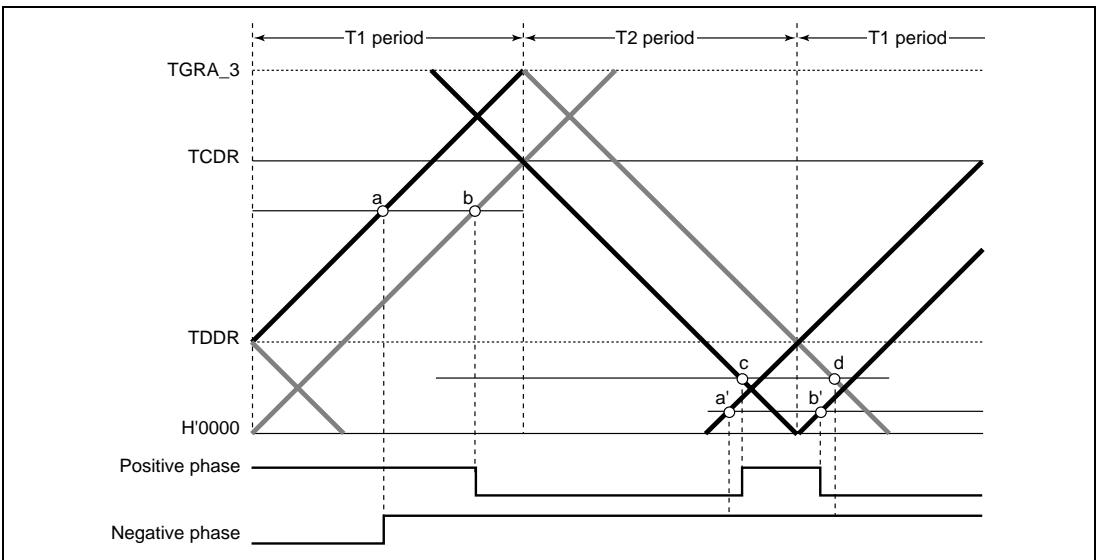 T1 period T2 period T1 period
TGRA_3
TCDR
a b
TDDR
c d
a' b'
H'0000
Positive phase
Negative phase